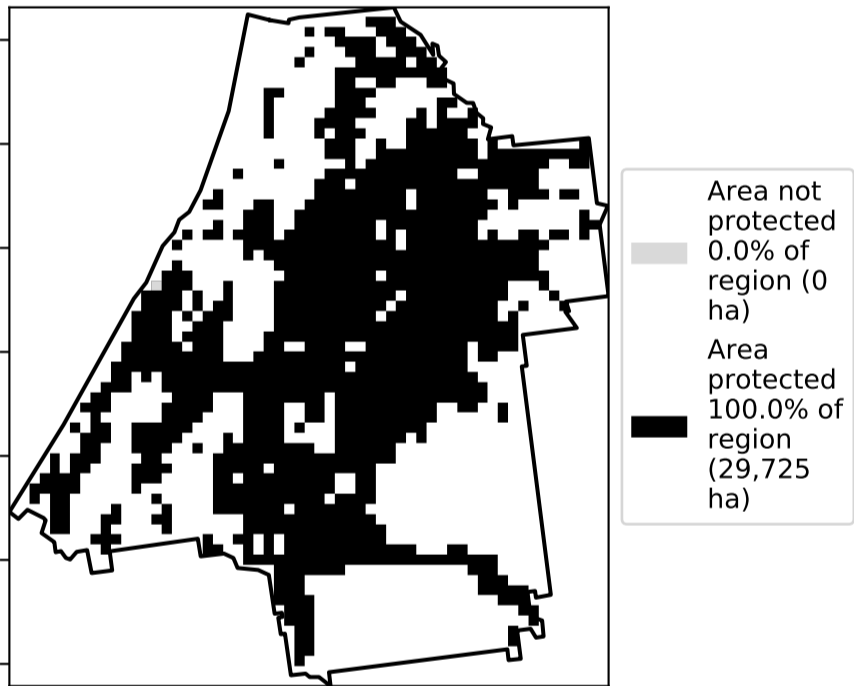 Area not
protected
0.0% of
region (0
ha)
Area
protected
100.0% of
region
(29,725
ha)